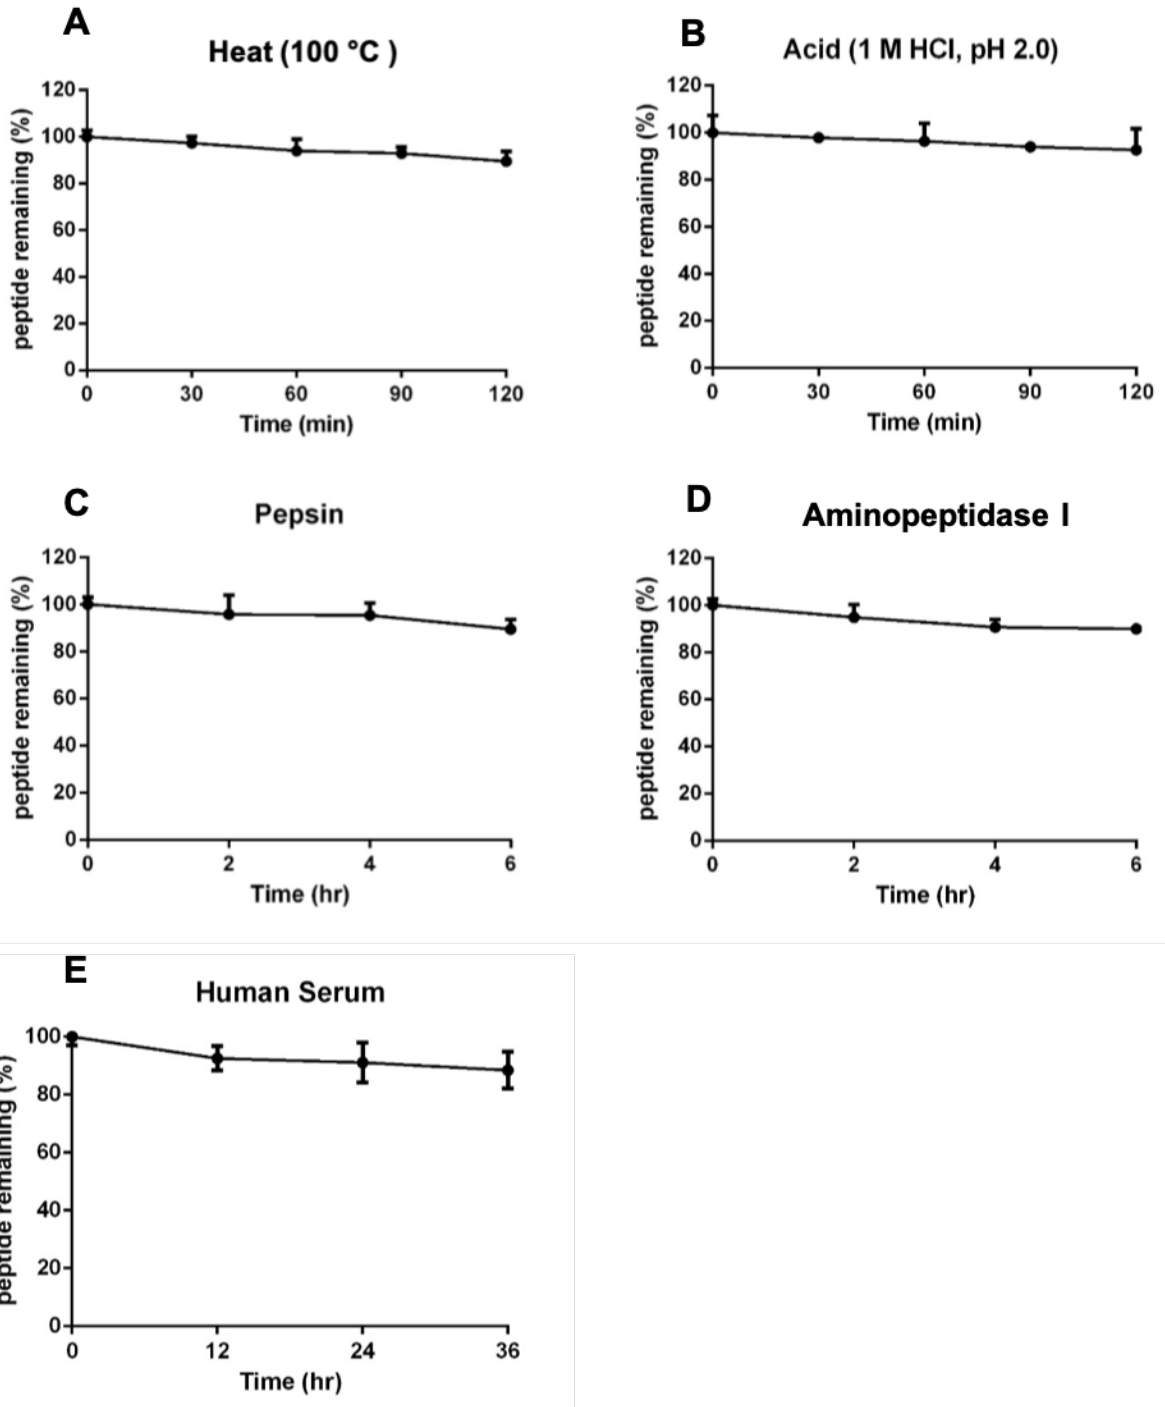 A
Heat (100 °C )
peptide remaining (%)
120
100
80
60
40
20
0
0 30 60 90 120
Time (min)
B
Acid (1 M HCl, pH 2.0)
peptide remaining (%)
120
100
80
60
40
20
0
0 30 60 90 120
Time (min)
C
Pepsin
peptide remaining (%)
120
100
80
60
40
20
0
0 2 4 6
Time (hr)
D
Aminopeptidase I
peptide remaining (%)
120
100
80
60
40
20
0
0 2 4 6
Time (hr)
E
Human Serum
peptide remaining (%)
100
80
60
40
20
0
0 12 24 36
Time (hr)